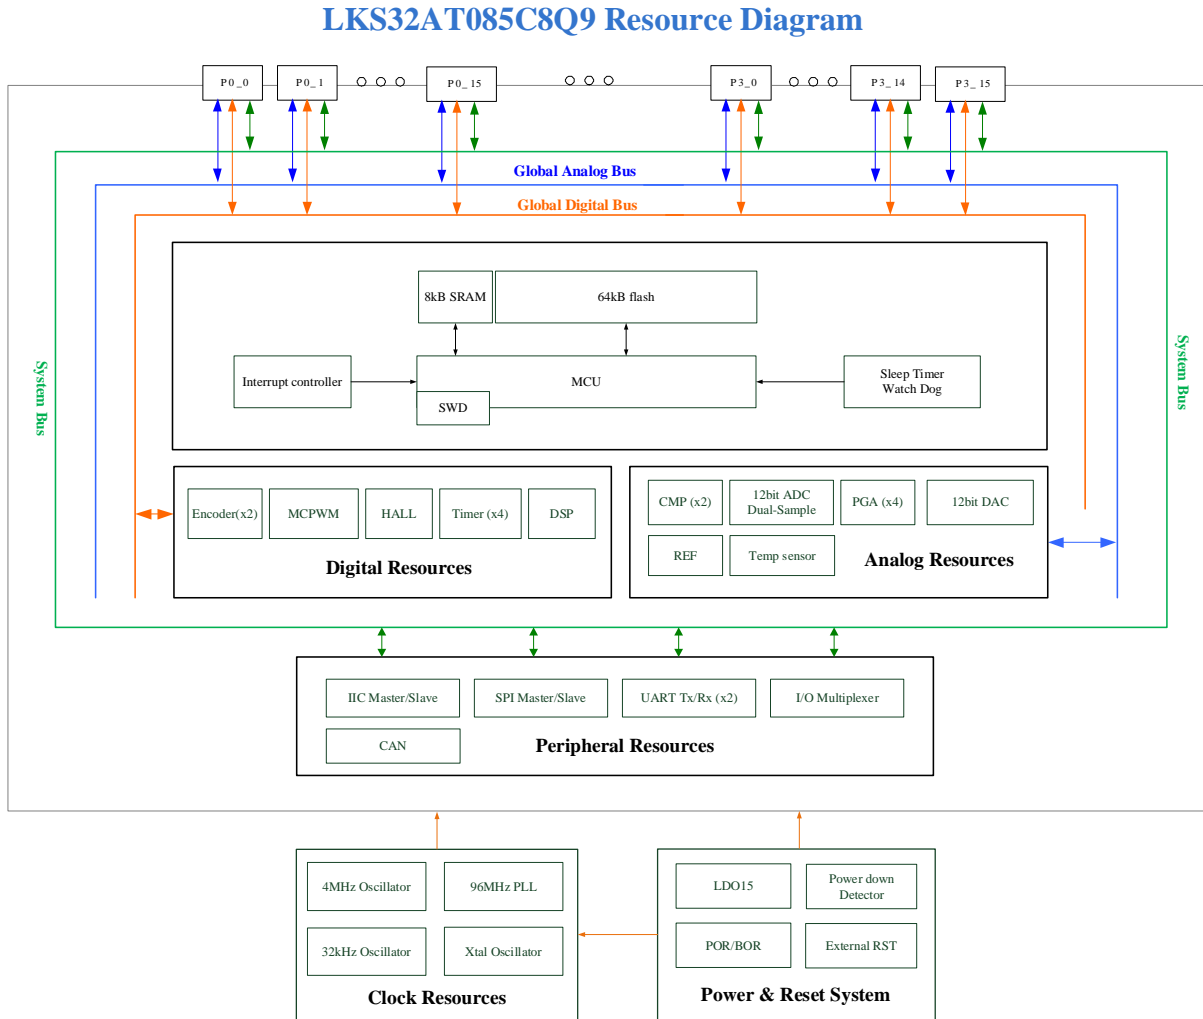 LKS32AT085C8Q9 Resource Diagram
P0_0
P0_1
P0_15
P3_0
P3_14
P3_15
Global Analog Bus
Global Digital Bus
System Bus
System Bus
8kB SRAM
64kB flash
Interrupt controller
MCU
SWD
Sleep Timer
Watch Dog
Encoder(x2)
MCPWM
HALL
Timer (x4)
DSP
Digital Resources
CMP (x2)
12bit ADC
Dual-Sample
PGA (x4)
12bit DAC
REF
Temp sensor
Analog Resources
IIC Master/Slave
SPI Master/Slave
UART Tx/Rx (x2)
I/O Multiplexer
CAN
Peripheral Resources
4MHz Oscillator
96MHz PLL
32kHz Oscillator
Xtal Oscillator
Clock Resources
LDO15
Power down
Detector
POR/BOR
External RST
Power & Reset System